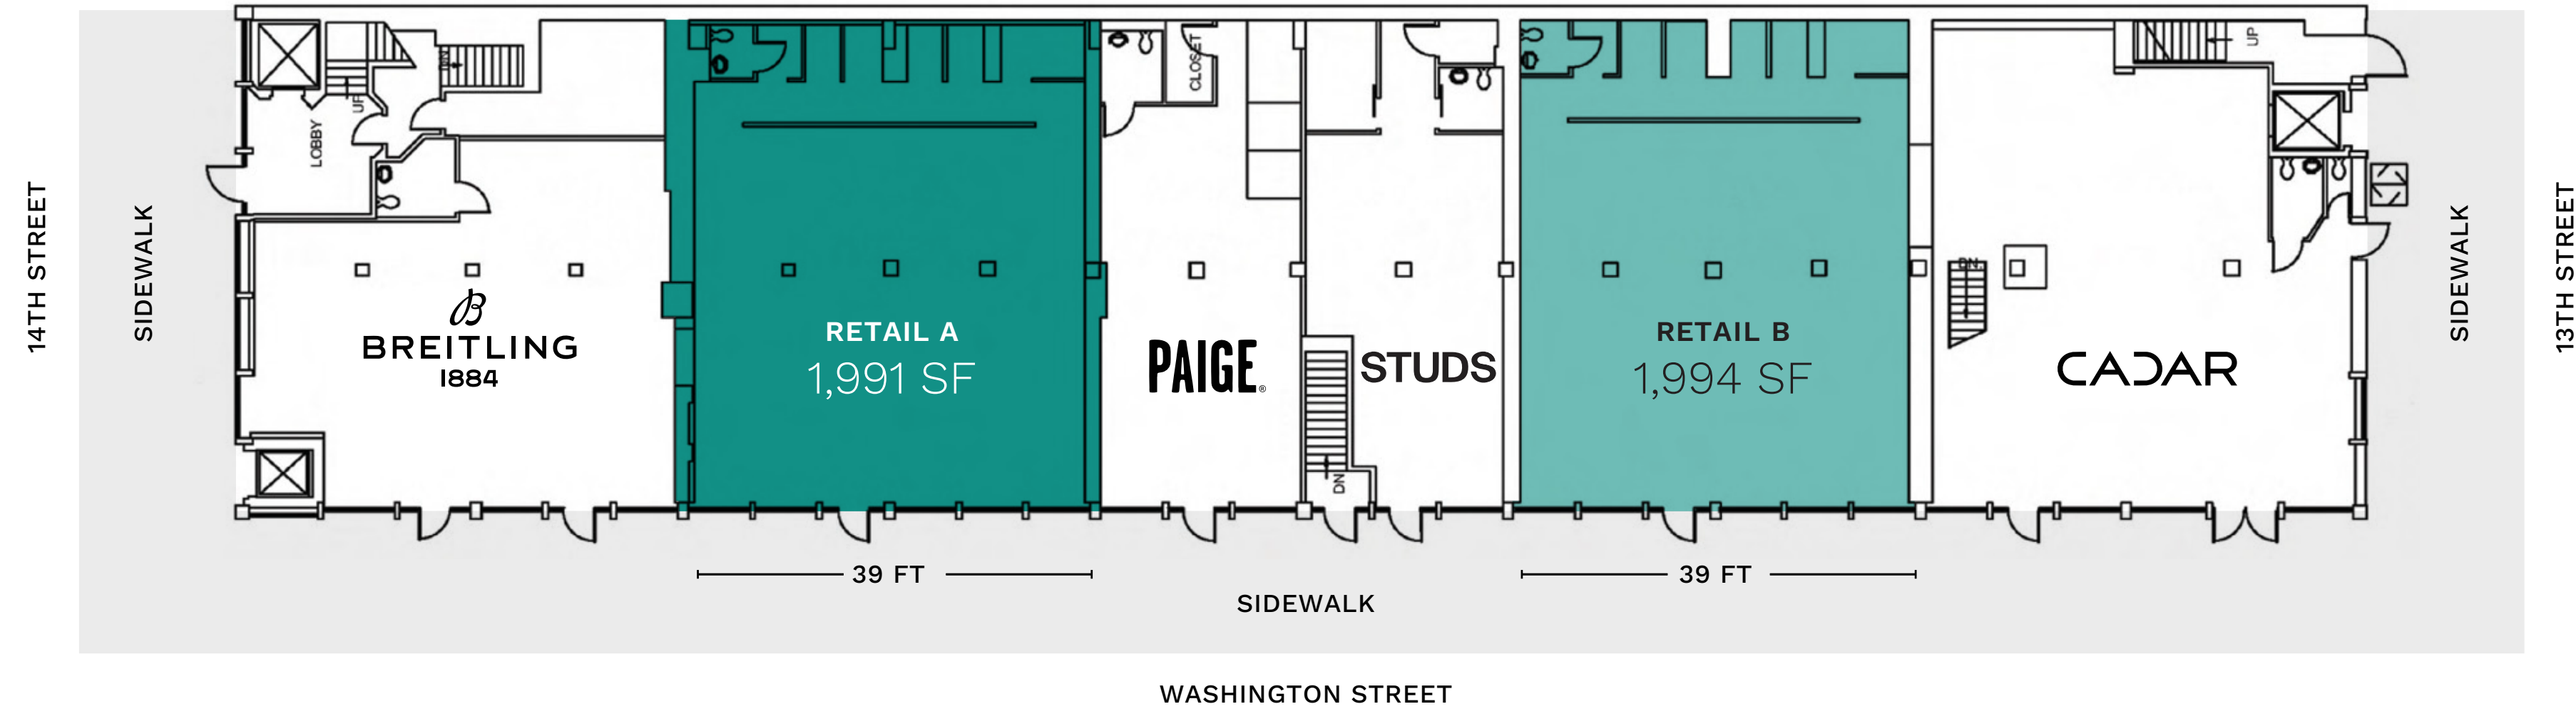 UP
DN
CLOSET
UP
LOBBY
UP
14TH STREET
SIDEWALK
SIDEWALK
13TH STREET
DN.
B
BREITLING
1884
RETAIL A
1,991 SF
PAIGE®
STUDS
RETAIL B
1,994 SF
CADAR
DN
39 FT
39 FT
SIDEWALK
WASHINGTON STREET